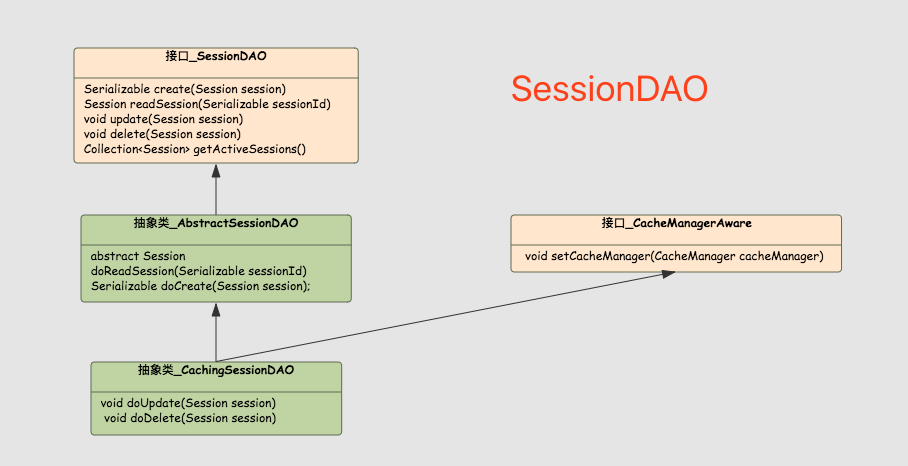 接口_SessionDAO
Serializable create(Session session)
Session readSession(Serializable sessionId)
void update(Session session)
void delete(Session session)
Collection<Session> getActiveSessions()
SessionDAO
抽象类_AbstractSessionDAO
abstract Session
doReadSession(Serializable sessionId)
Serializable doCreate(Session session);
接口_CacheManagerAware
void setCacheManager(CacheManager cacheManager)
抽象类_CachingSessionDAO
void doUpdate(Session session)
void doDelete(Session session)